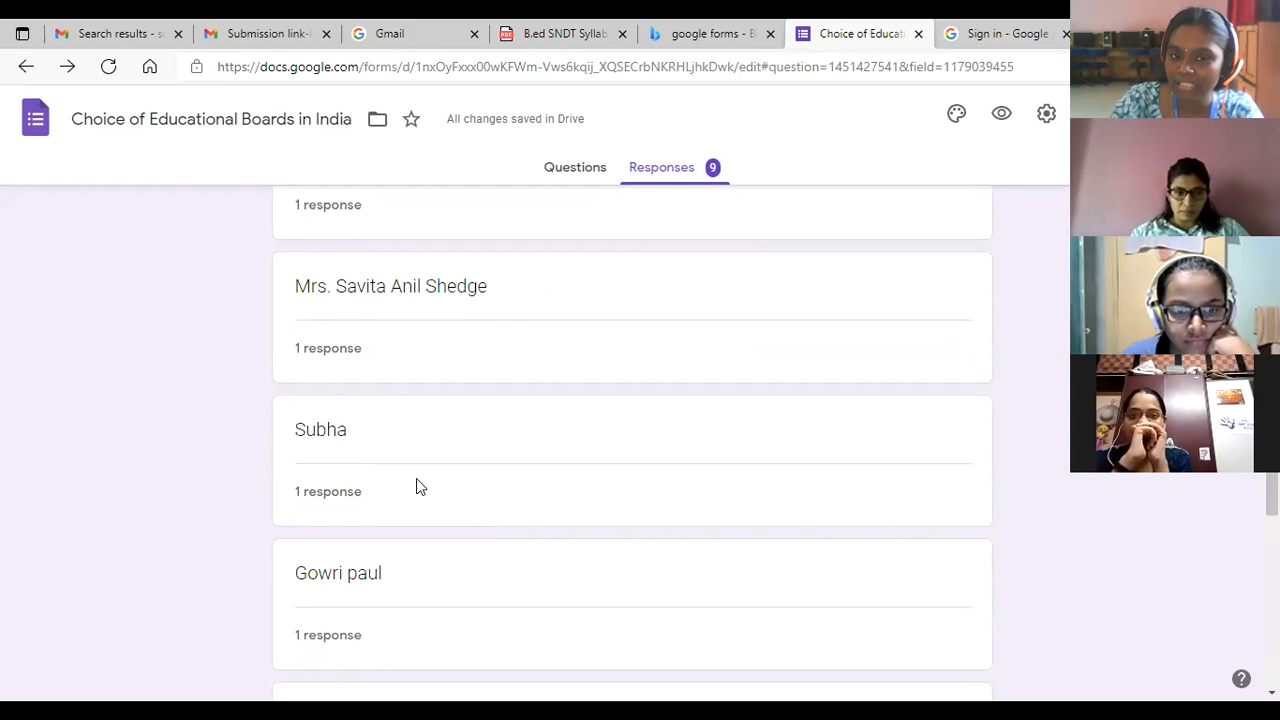 Search results - s
Submission link-
Gmail
B.ed SNDT Syllab
google forms - B
Choice of Educat
Sign in - Google
https://docs.google.com/forms/d/1nxOyFxxx00wKFWm-Vws6kqij_XQSECrbNKRHLjhkDwk/edit#question=1451427541&field=1179039455
Choice of Educational Boards in India
All changes saved in Drive
Questions
Responses 9
1 response
Mrs. Savita Anil Shedge
1 response
Subha
1 response
Gowri paul
1 response